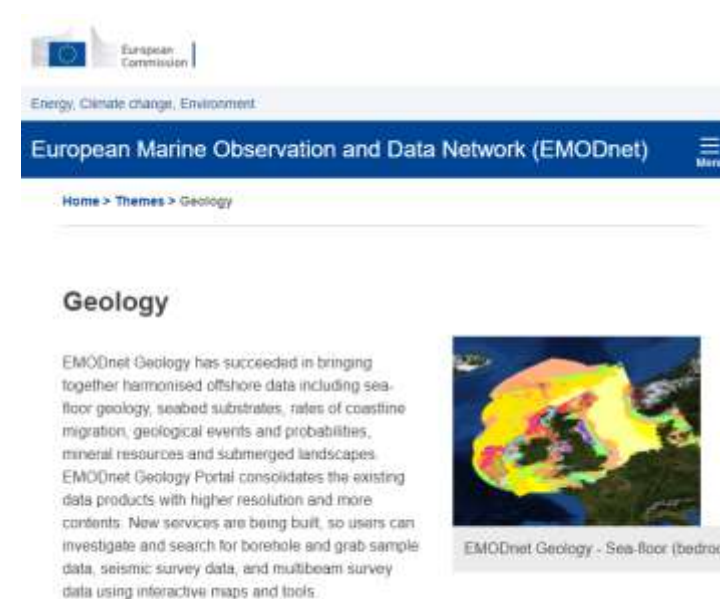 European
Commission
Energy, Climate change, Environment
European Marine Observation and Data Network (EMODnet)
Menu
Home > Themes > Geology
Geology
EMODnet Geology has succeeded in bringing
together harmonised offshore data including sea-
floor geology, seabed substrates, rates of coastline
migration, geological events and probabilities,
mineral resources and submerged landscapes.
EMODnet Geology Portal consolidates the existing
data products with higher resolution and more
contents. New services are being built, so users can
investigate and search for borehole and grab sample
data, seismic survey data, and multibeam survey
data using interactive maps and tools.
EMODnet Geology - Sea-floor (bedroc